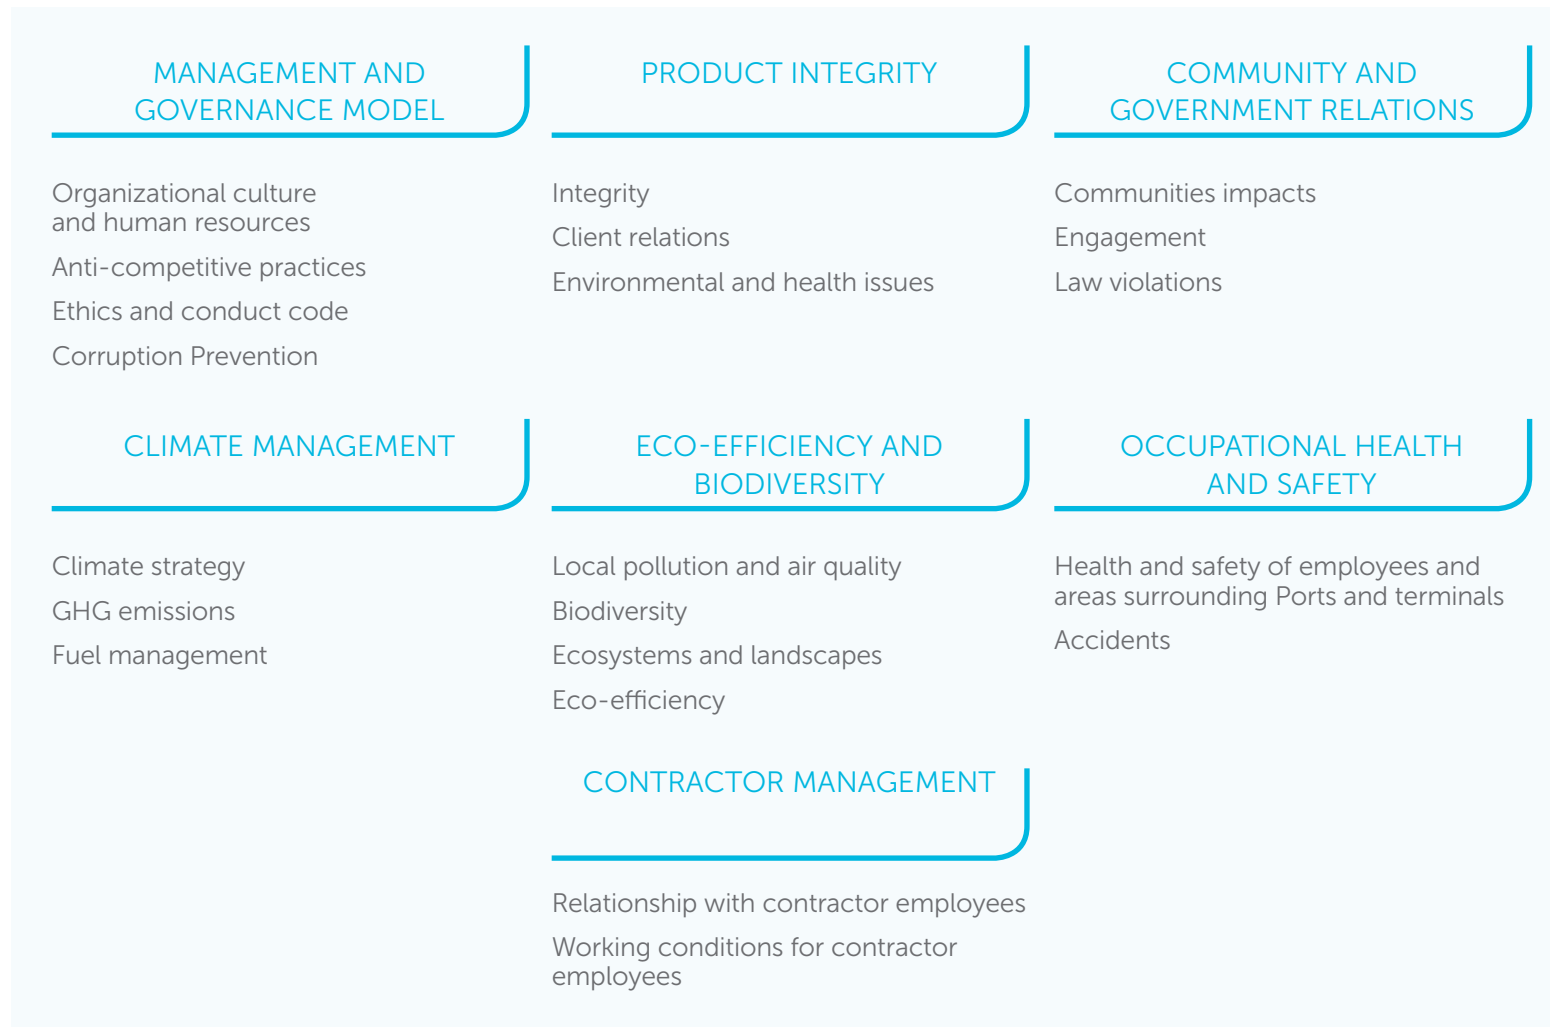 MANAGEMENT AND
GOVERNANCE MODEL
Organizational culture
and human resources
Anti-competitive practices
Ethics and conduct code
Corruption Prevention
PRODUCT INTEGRITY
Integrity
Client relations
Environmental and health issues
COMMUNITY AND
GOVERNMENT RELATIONS
Communities impacts
Engagement
Law violations
CLIMATE MANAGEMENT
Climate strategy
GHG emissions
Fuel management
ECO-EFFICIENCY AND
BIODIVERSITY
Local pollution and air quality
Biodiversity
Ecosystems and landscapes
Eco-efficiency
OCCUPATIONAL HEALTH
AND SAFETY
Health and safety of employees and
areas surrounding Ports and terminals
Accidents
CONTRACTOR MANAGEMENT
Relationship with contractor employees
Working conditions for contractor
employees